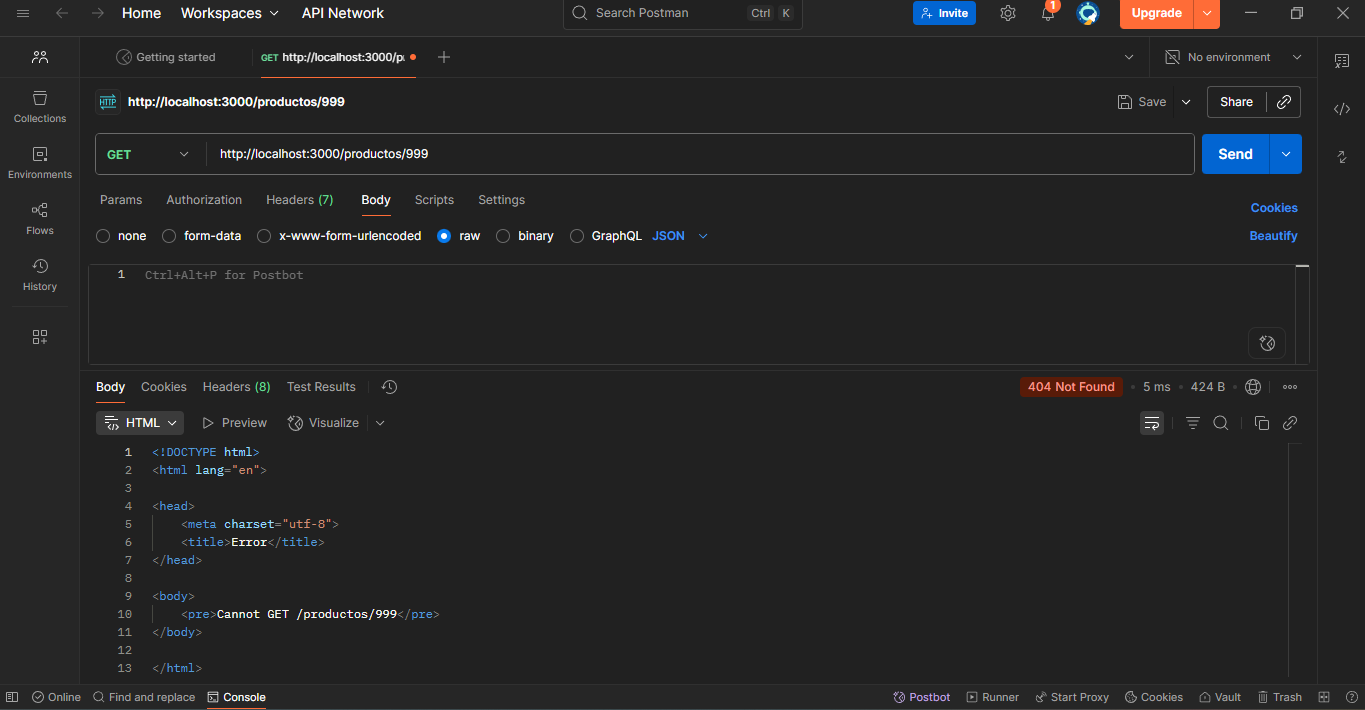 Home Workspaces API Network Search Postman Ctrl K Invite 1 Upgrade
Getting started GET http://localhost:3000/p No environment
HTTP http://localhost:3000/productos/999 Save Share
Collections
GET http://localhost:3000/productos/999 Send
Environments
Params Authorization Headers (7) Body Scripts Settings Cookies
Flows
none form-data x-www-form-urlencoded raw binary GraphQL JSON Beautify
History
1 Ctrl+Alt+P for Postbot
Body Cookies Headers (8) Test Results 404 Not Found • 5 ms • 424 B
HTML Preview Visualize
1 <!DOCTYPE html>
2 <html lang="en">
3
4 <head>
5 <meta charset="utf-8">
6 <title>Error</title>
7 </head>
8
9 <body>
10 <pre>Cannot GET /productos/999</pre>
11 </body>
12
13 </html>
Online Find and replace Console Postbot Runner Start Proxy Cookies Vault Trash